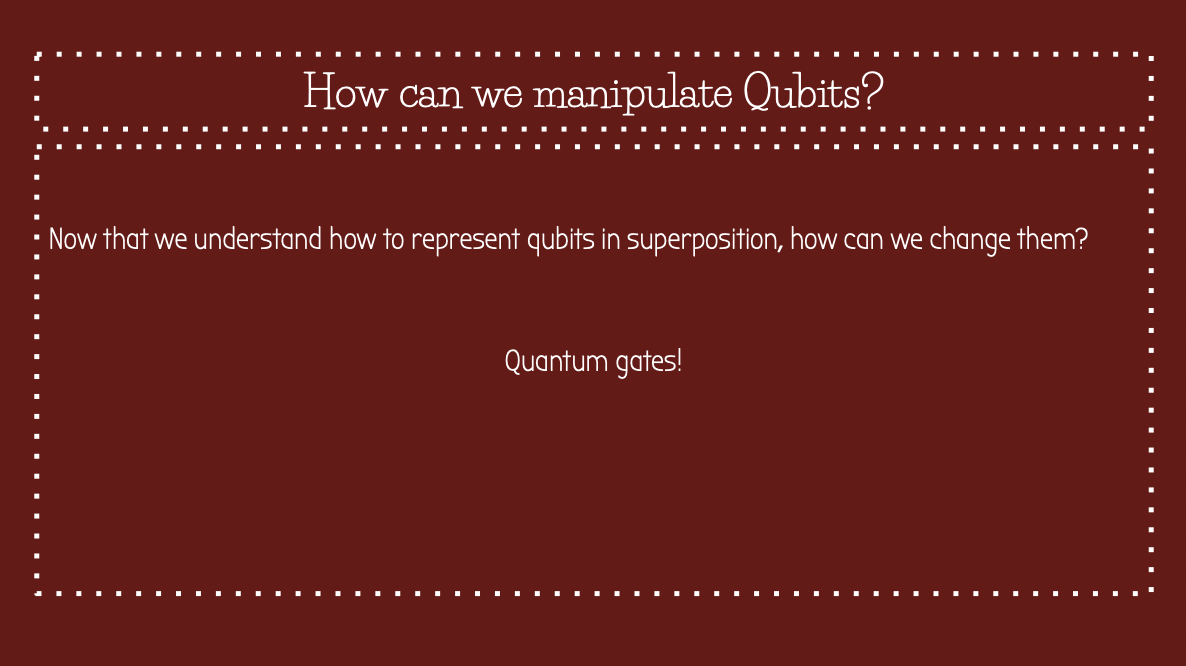 How can we manipulate Qubits?
Now that we understand how to represent qubits in superposition, how can we change them?
Quantum gates!